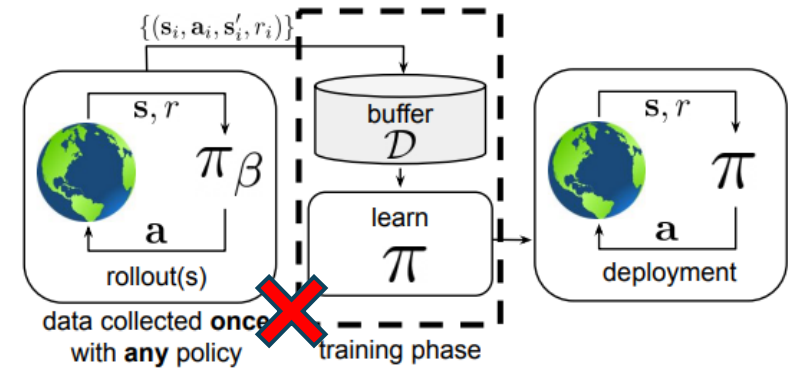 {(s_i, a_i, s'_i, r_i)}
s, r
π_β
a
rollout(s)
data collected once
with any policy
buffer
D
learn
π
training phase
s, r
π
a
deployment